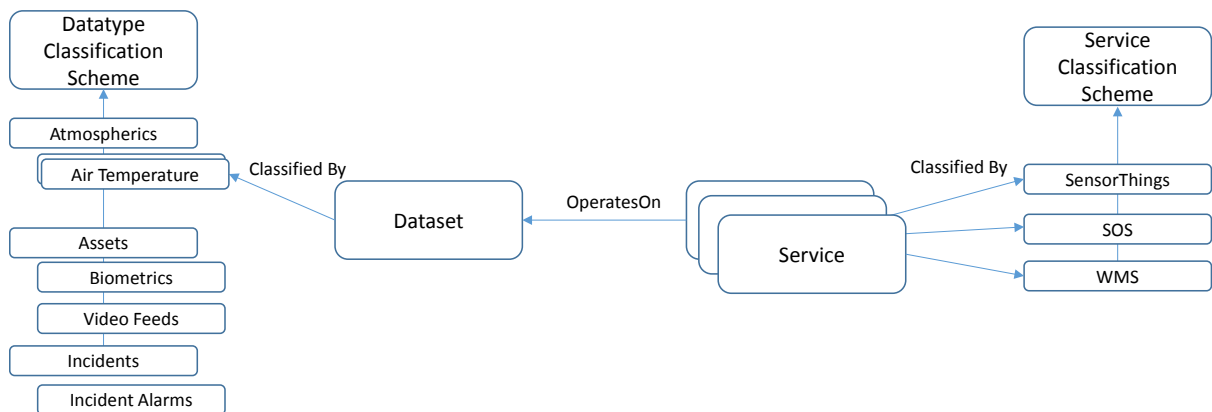 Datatype
Classification
Scheme
Atmospherics
Air Temperature
Assets
Biometrics
Video Feeds
Incidents
Incident Alarms
Classified By
Dataset
OperatesOn
Service
Classified By
Service
Classification
Scheme
SensorThings
SOS
WMS